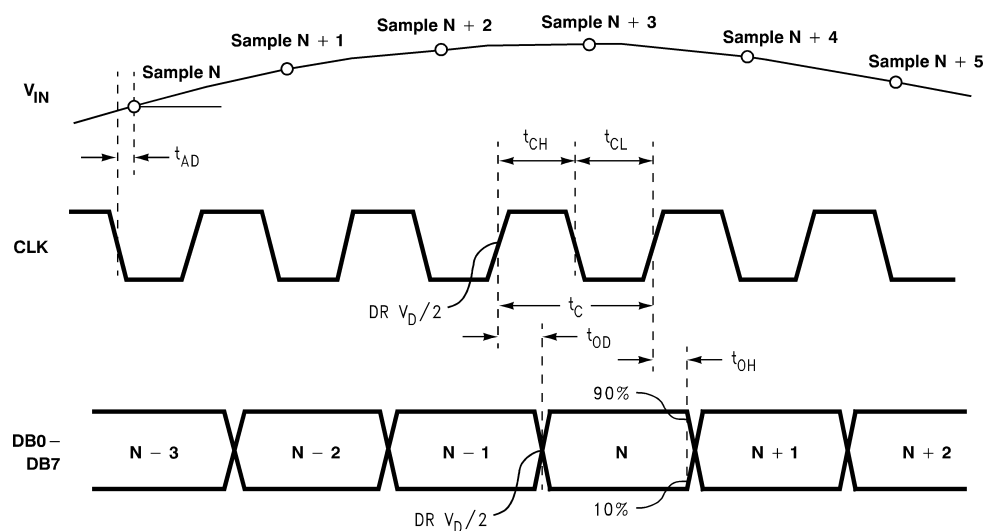 Sample N
Sample N + 1
Sample N + 2
Sample N + 3
Sample N + 4
Sample N + 5
VIN
tAD
tCH
tCL
CLK
DR VD/2
tC
tOD
tOH
90%
DB0–
DB7
N – 3
N – 2
N – 1
N
N + 1
N + 2
DR VD/2
10%